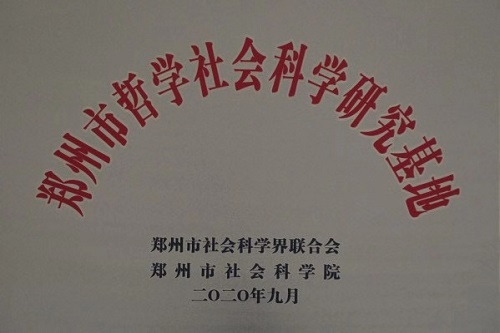 郑州市哲学社会科学研究基地
郑州市社会科学界联合会
郑州市社会科学院
二〇二〇年九月